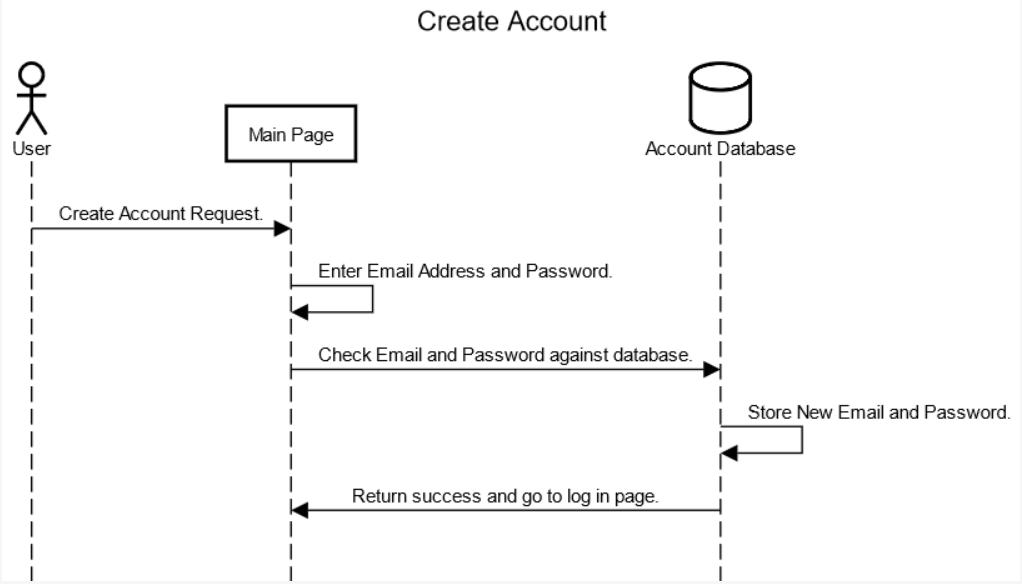 Create Account
User
Main Page
Account Database
Create Account Request.
Enter Email Address and Password.
Check Email and Password against database.
Store New Email and Password.
Return success and go to log in page.